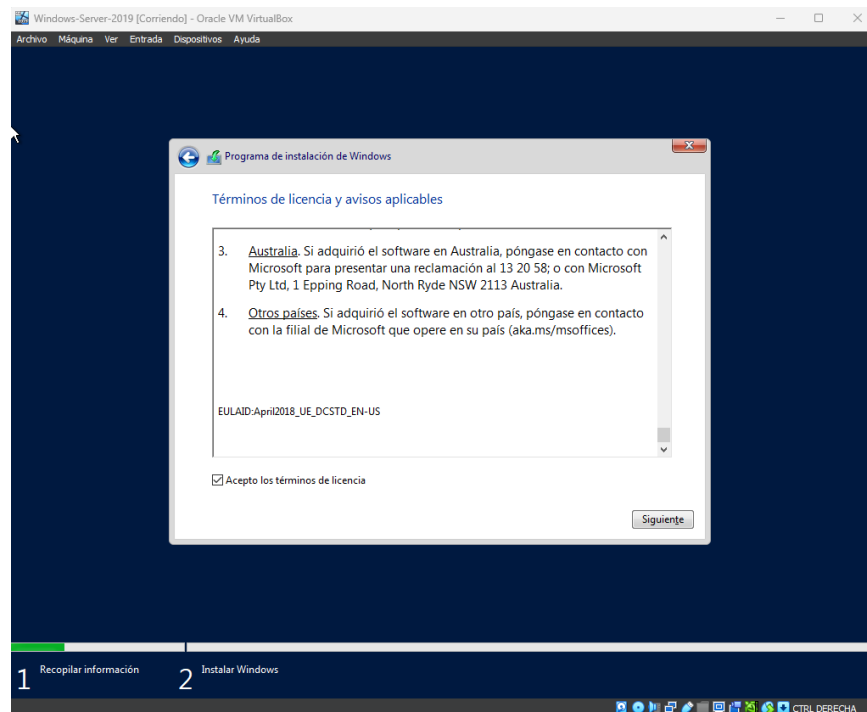 Windows-Server-2019 [Corriendo] - Oracle VM VirtualBox
Archivo Máquina Ver Entrada Dispositivos Ayuda
Programa de instalación de Windows
Términos de licencia y avisos aplicables
3. Australia. Si adquirió el software en Australia, póngase en contacto con
Microsoft para presentar una reclamación al 13 20 58; o con Microsoft
Pty Ltd, 1 Epping Road, North Ryde NSW 2113 Australia.
4. Otros países. Si adquirió el software en otro país, póngase en contacto
con la filial de Microsoft que opere en su país (aka.ms/msoffices).
EULAID:April2018_UE_DCSTD_EN-US
Acepto los términos de licencia
Siguiente
1 Recopilar información 2 Instalar Windows
CTRL DERECHA